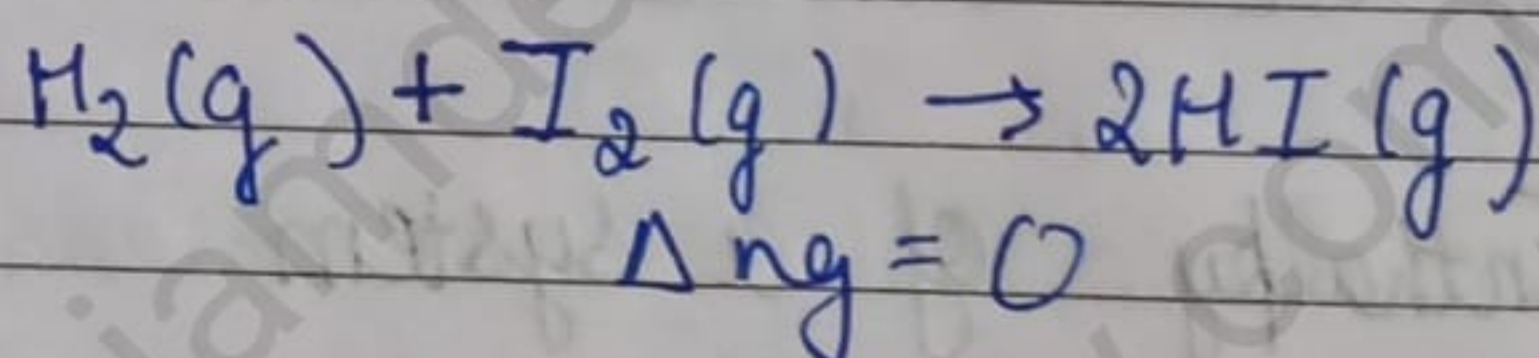 H₂(g) + I₂(g) → 2HI(g)
Δng = 0